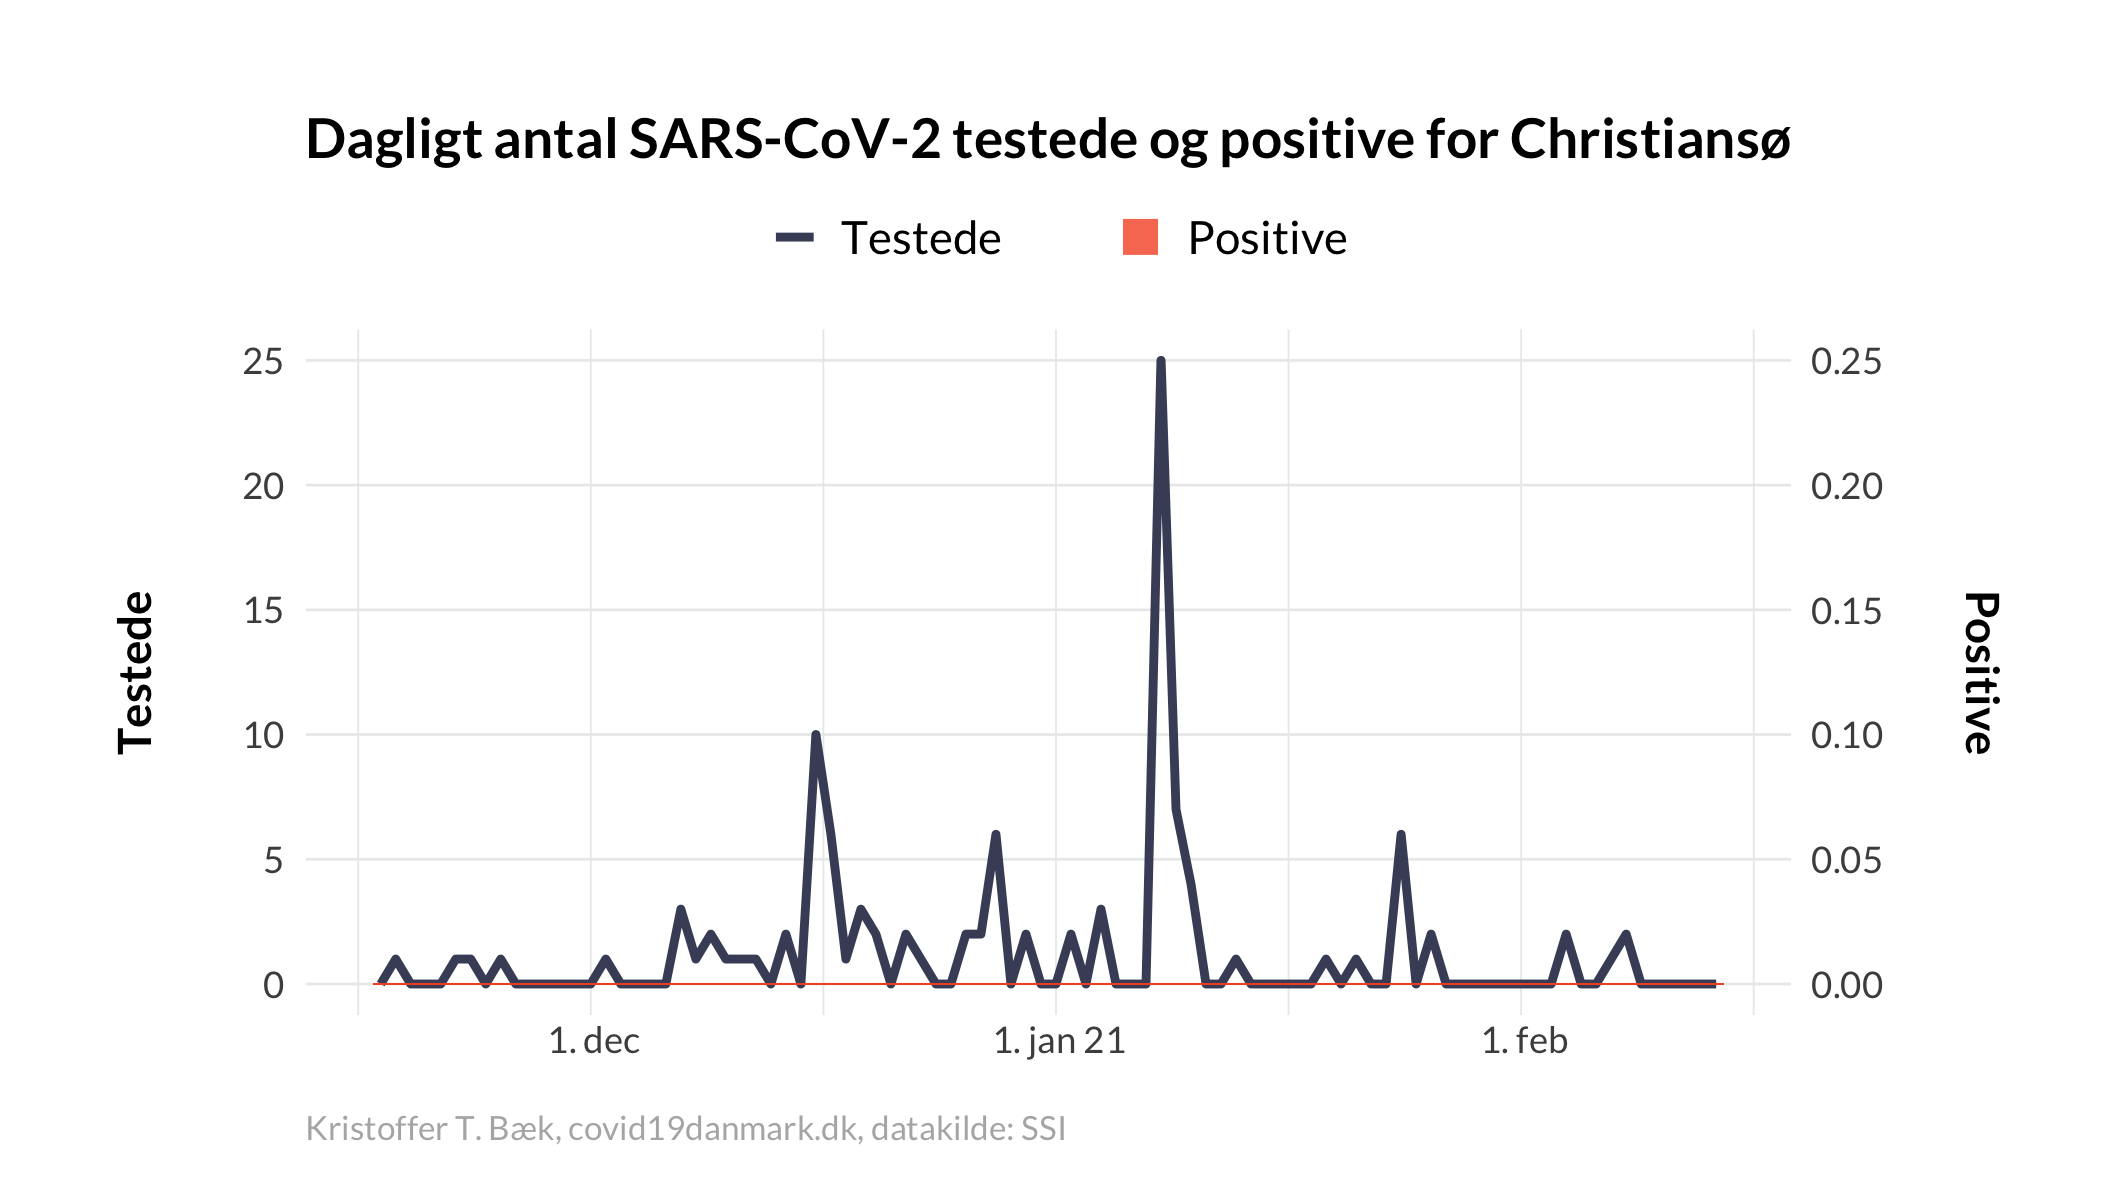 Dagligt antal SARS-CoV-2 testede og positive for Christiansø
Testede
Positive
25
20
15
10
5
0
Testede
0.25
0.20
0.15
0.10
0.05
0.00
Positive
1. dec
1. jan 21
1. feb
Kristoffer T. Bæk, covid19danmark.dk, datakilde: SSI